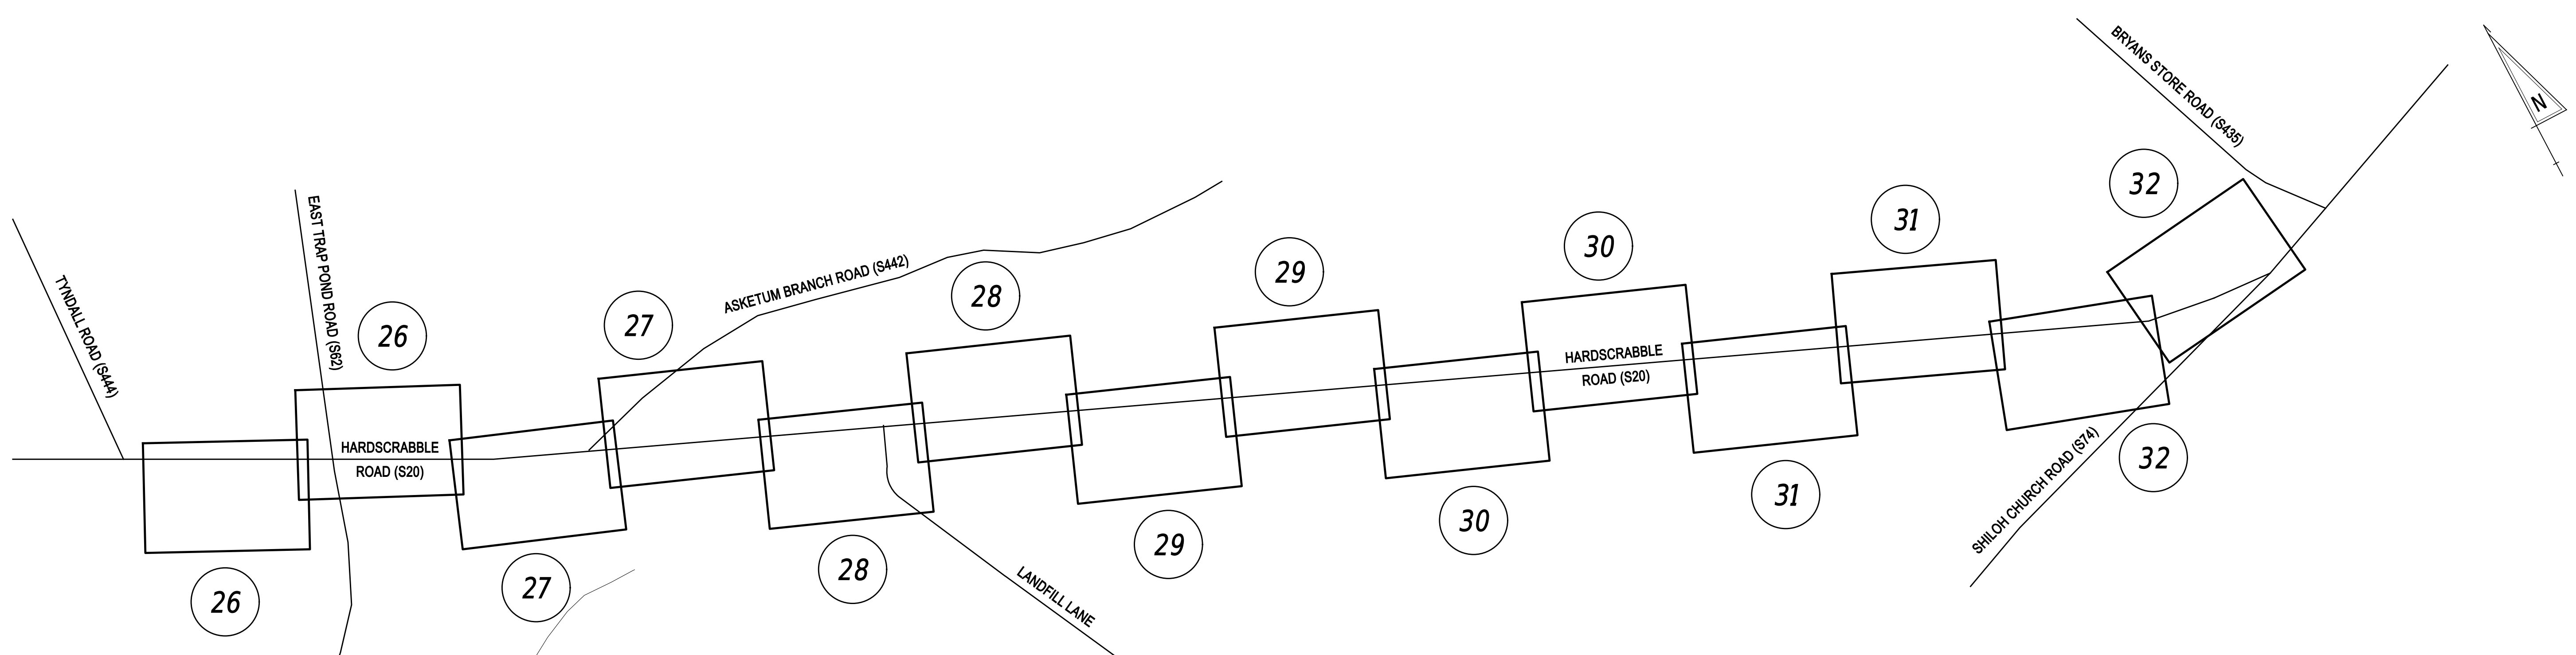 TYNDALL ROAD (S444)
EAST TRAP POND ROAD (S62)
26
HARDSCRABBLE
ROAD (S20)
26
27
27
ASKETUM BRANCH ROAD (S442)
28
28
LANDFILL LANE
29
29
30
HARDSCRABBLE
ROAD (S20)
30
31
31
32
32
SHILOH CHURCH ROAD (S74)
BRYANS STORE ROAD (S435)
N